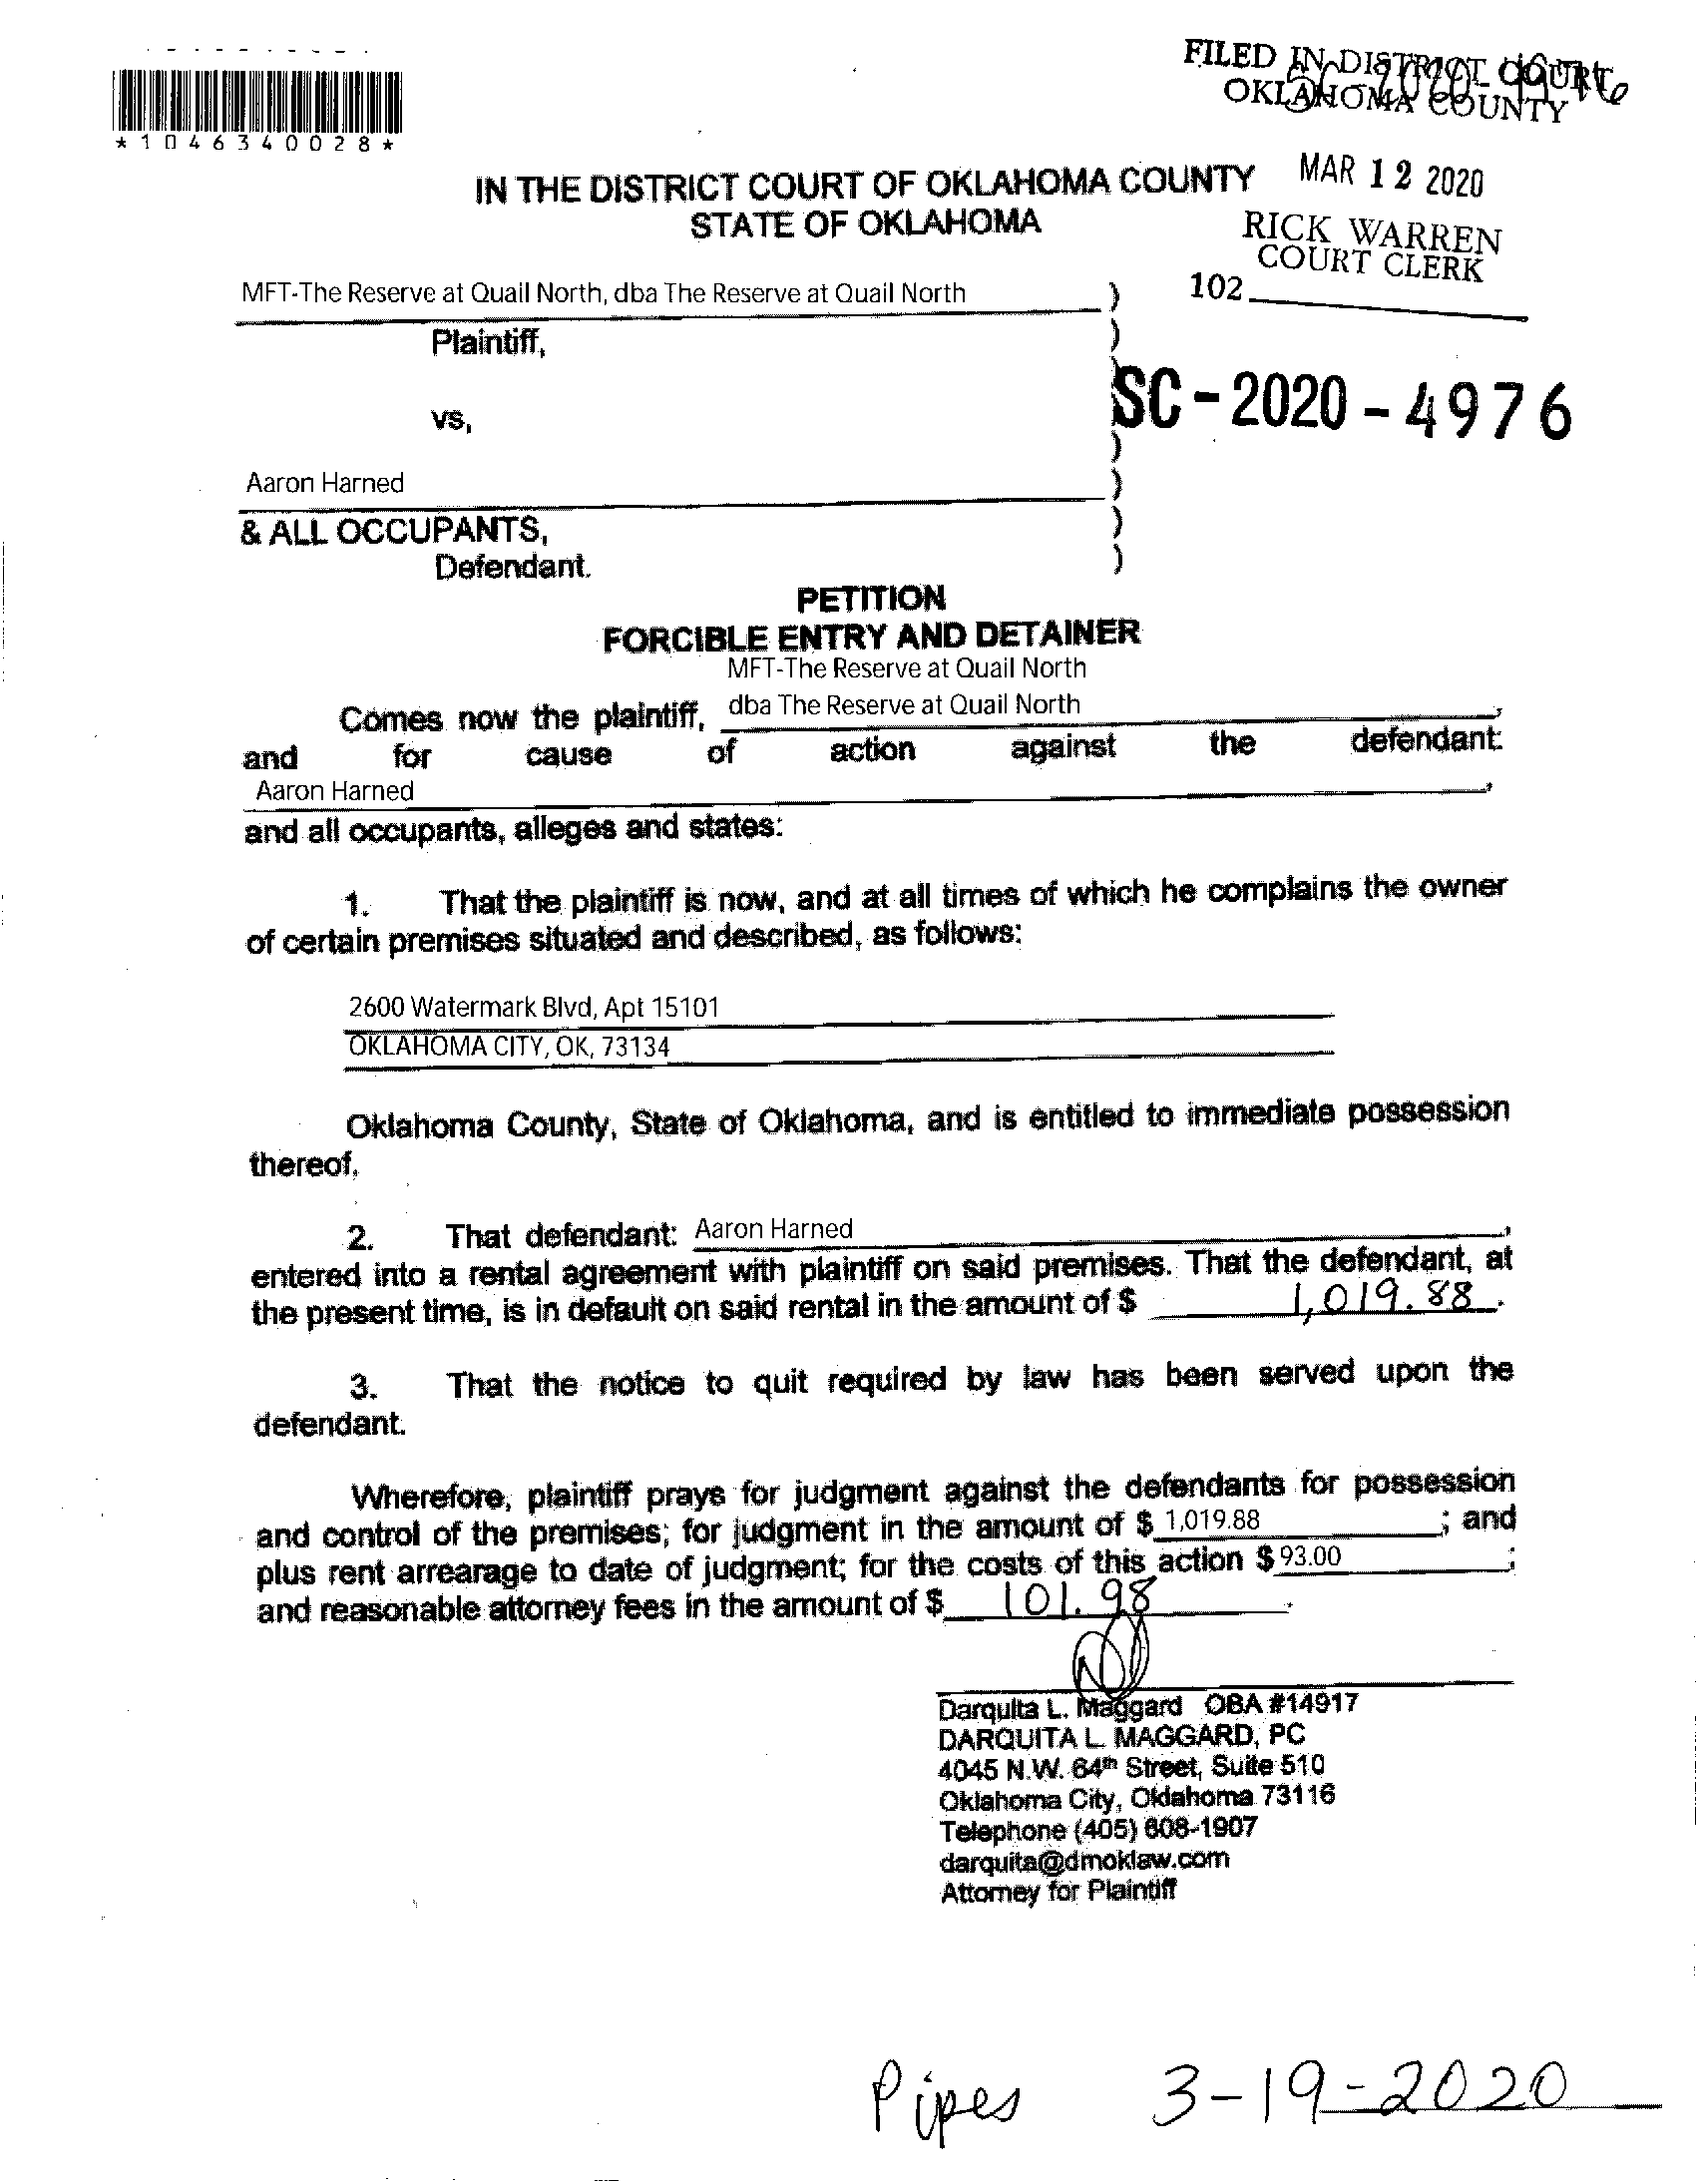 *1046340028*
FILED IN DISTRICT COURT
OKLAHOMA COUNTY
SC-2020-4976
MAR 12 2020
RICK WARREN
COURT CLERK
102
IN THE DISTRICT COURT OF OKLAHOMA COUNTY
STATE OF OKLAHOMA
MFT-The Reserve at Quail North, dba The Reserve at Quail North )
Plaintiff, )
SC-2020-4976
vs, )
Aaron Harned )
& ALL OCCUPANTS, )
Defendant. )
PETITION
FORCIBLE ENTRY AND DETAINER
MFT-The Reserve at Quail North
Comes now the plaintiff, dba The Reserve at Quail North,
and for cause of action against the defendant:
Aaron Harned,
and all occupants, alleges and states:
1. That the plaintiff is now, and at all times of which he complains the owner
of certain premises situated and described, as follows:
2600 Watermark Blvd, Apt 15101
OKLAHOMA CITY, OK, 73134
Oklahoma County, State of Oklahoma, and is entitled to immediate possession
thereof.
2. That defendant: Aaron Harned,
entered into a rental agreement with plaintiff on said premises. That the defendant, at
the present time, is in default on said rental in the amount of $ 1,019.88.
3. That the notice to quit required by law has been served upon the
defendant.
Wherefore, plaintiff prays for judgment against the defendants for possession
and control of the premises; for judgment in the amount of $ 1,019.88 ; and
plus rent arrearage to date of judgment; for the costs of this action $ 93.00 ;
and reasonable attorney fees in the amount of $ 101.98.
Darquita L. Maggard OBA #14917
DARQUITA L. MAGGARD, PC
4045 N.W. 64th Street, Suite 510
Oklahoma City, Oklahoma 73116
Telephone (405) 608-1907
darquita@dmoklaw.com
Attorney for Plaintiff
Pipes 3-19-2020